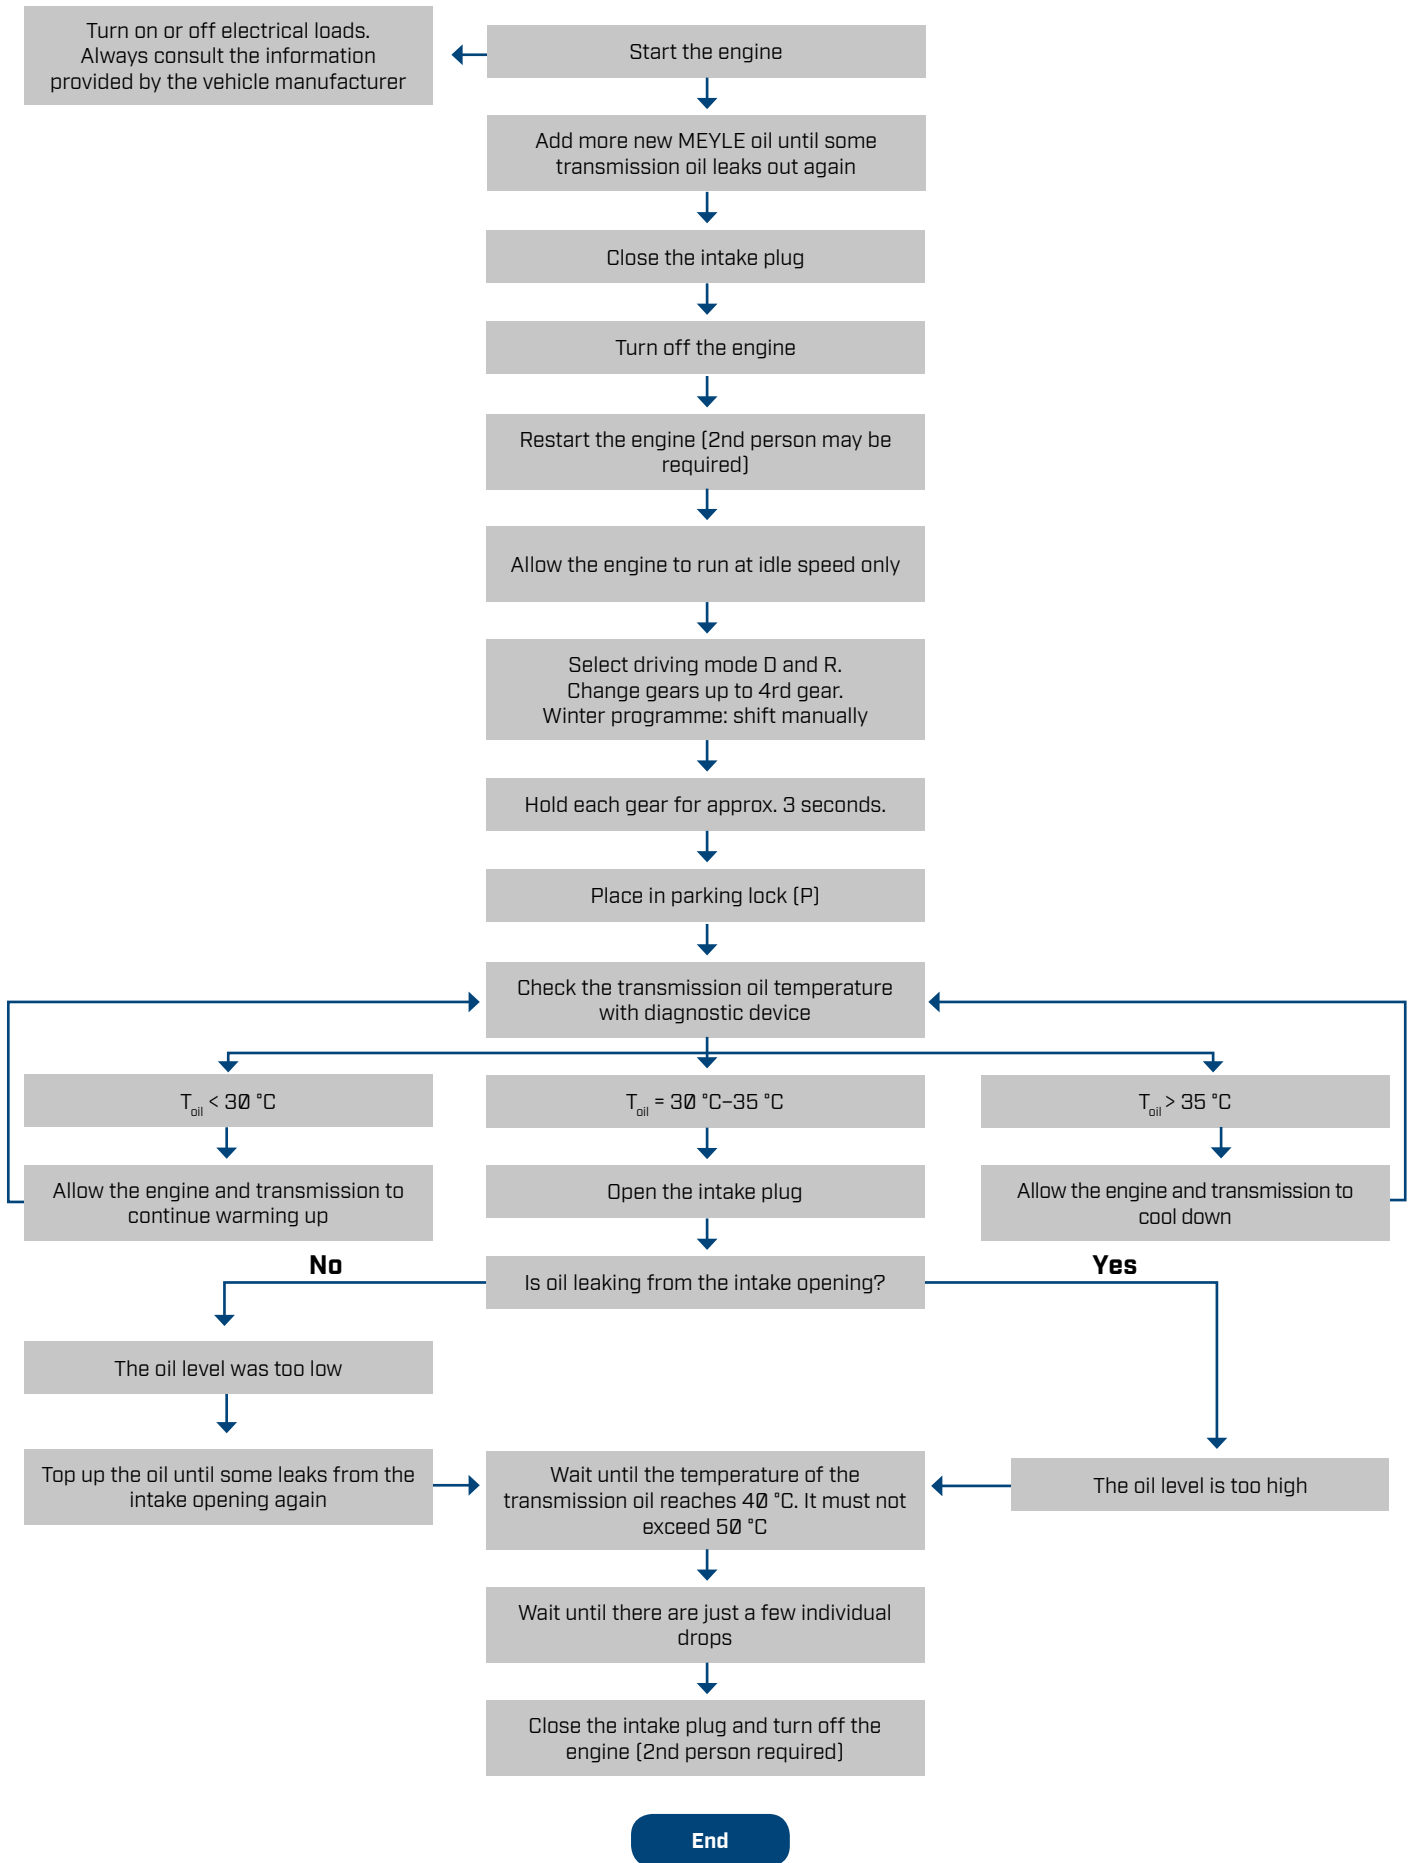 Turn on or off electrical loads.
Always consult the information
provided by the vehicle manufacturer
Start the engine
Add more new MEYLE oil until some
transmission oil leaks out again
Close the intake plug
Turn off the engine
Restart the engine (2nd person may be
required)
Allow the engine to run at idle speed only
Select driving mode D and R.
Change gears up to 4rd gear.
Winter programme: shift manually
Hold each gear for approx. 3 seconds.
Place in parking lock (P)
Check the transmission oil temperature
with diagnostic device
Toil < 30 °C
Toil = 30 °C–35 °C
Toil > 35 °C
Allow the engine and transmission to
continue warming up
Open the intake plug
Allow the engine and transmission to
cool down
No
Is oil leaking from the intake opening?
Yes
The oil level was too low
Top up the oil until some leaks from the
intake opening again
Wait until the temperature of the
transmission oil reaches 40 °C. It must not
exceed 50 °C
The oil level is too high
Wait until there are just a few individual
drops
Close the intake plug and turn off the
engine (2nd person required)
End